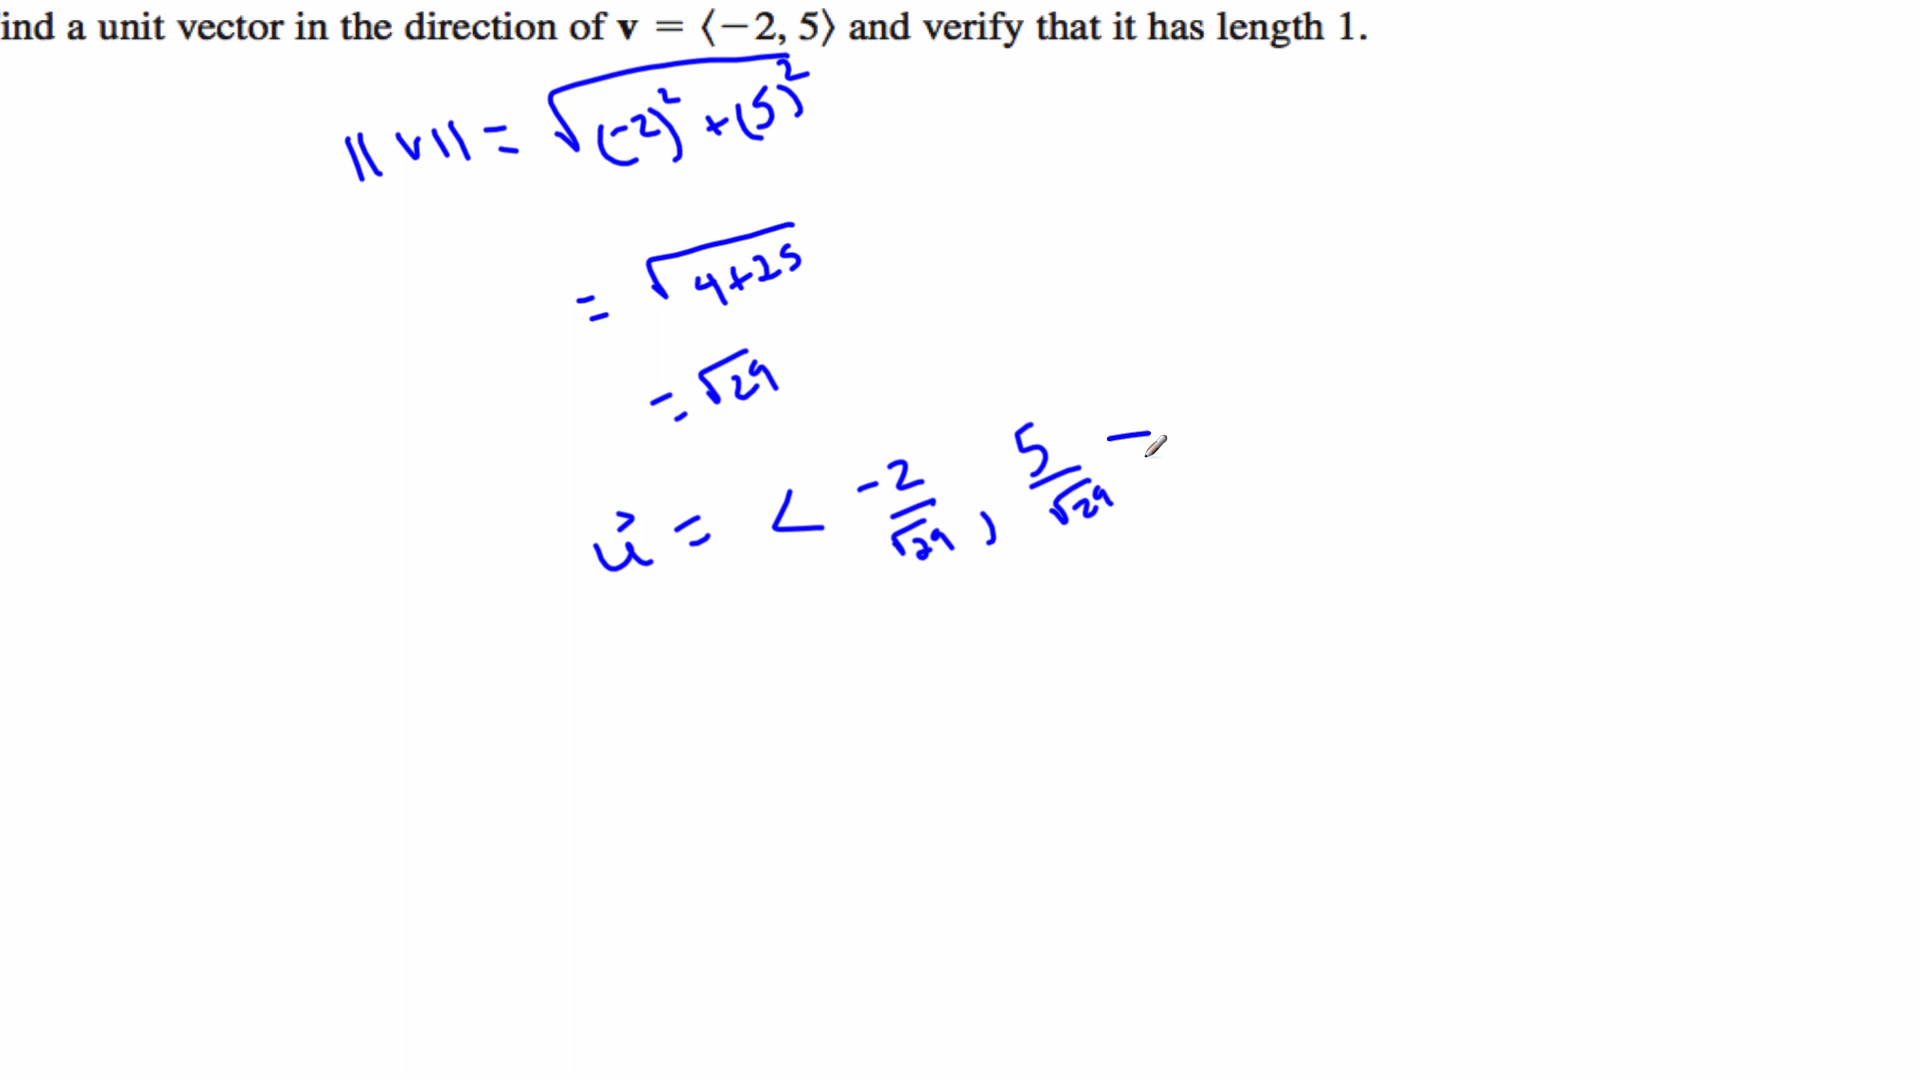 ind a unit vector in the direction of v = ⟨−2, 5⟩ and verify that it has length 1.
||v|| = √((-2)² + (5)²)
= √(4+25)
= √29
u⃗ = < -2/√29 , 5/√29 —